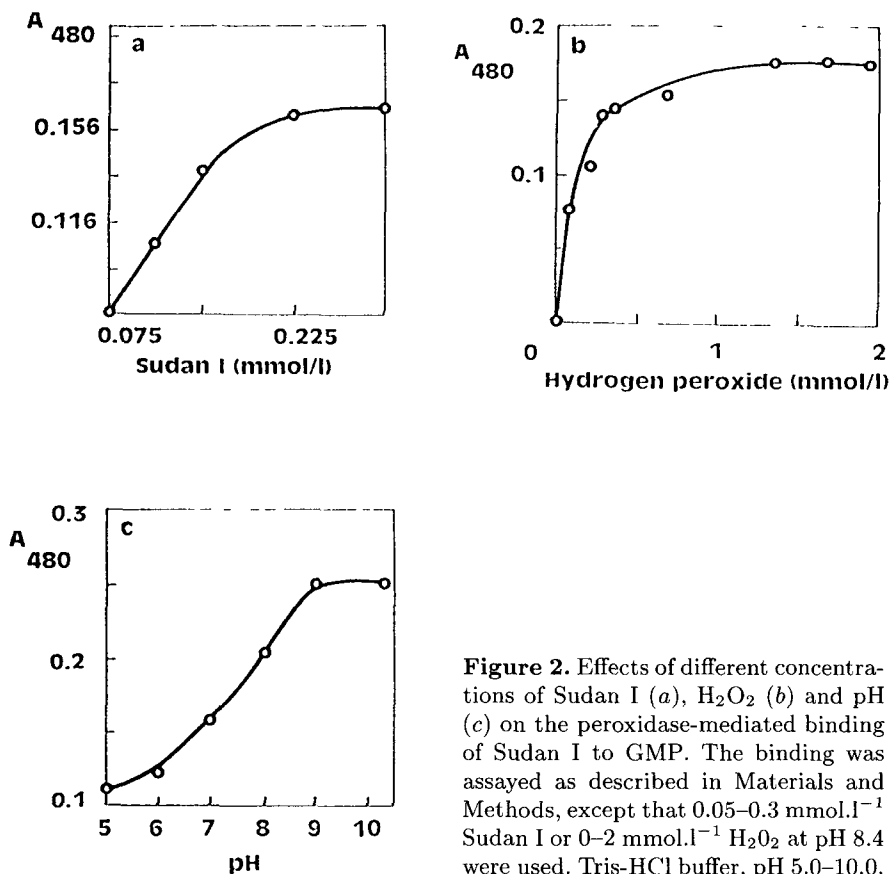 A 480
a
0.156
0.116
0.075 0.225
Sudan I (mmol/l)
0.2
A 480
b
0.1
0 1 2
Hydrogen peroxide (mmol/l)
0.3
A 480
c
0.2
0.1
5 6 7 8 9 10
pH
Figure 2. Effects of different concentra-
tions of Sudan I (a), H₂O₂ (b) and pH
(c) on the peroxidase-mediated binding
of Sudan I to GMP. The binding was
assayed as described in Materials and
Methods, except that 0.05–0.3 mmol.l⁻¹
Sudan I or 0–2 mmol.l⁻¹ H₂0₂ at pH 8.4
were used. Tris-HCl buffer, pH 5.0–10.0,